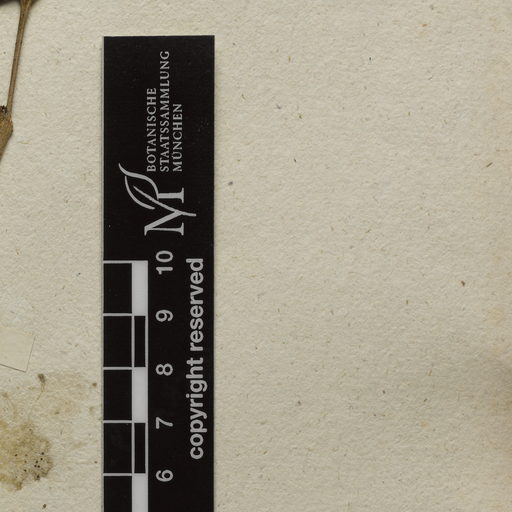 BOTANISCHE
STAATSSAMMLUNG
MÜNCHEN
M
10
9
8
7
6
copyright reserved